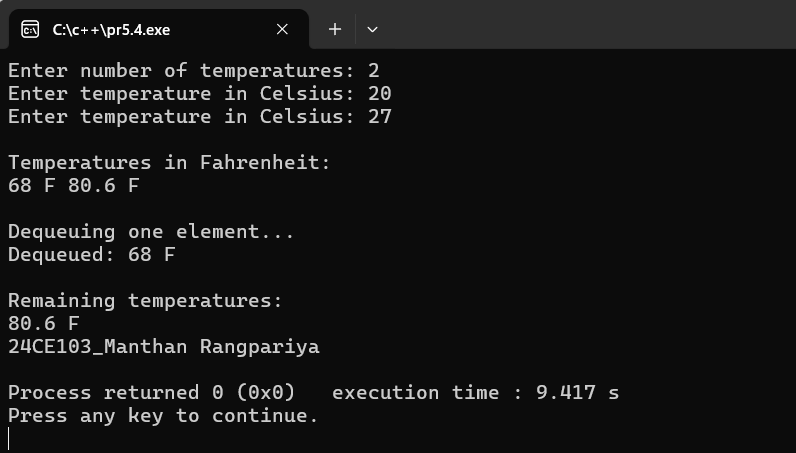 C:\c++\pr5.4.exe
Enter number of temperatures: 2
Enter temperature in Celsius: 20
Enter temperature in Celsius: 27
Temperatures in Fahrenheit:
68 F 80.6 F
Dequeuing one element...
Dequeued: 68 F
Remaining temperatures:
80.6 F
24CE103_Manthan Rangpariya
Process returned 0 (0x0)   execution time : 9.417 s
Press any key to continue.